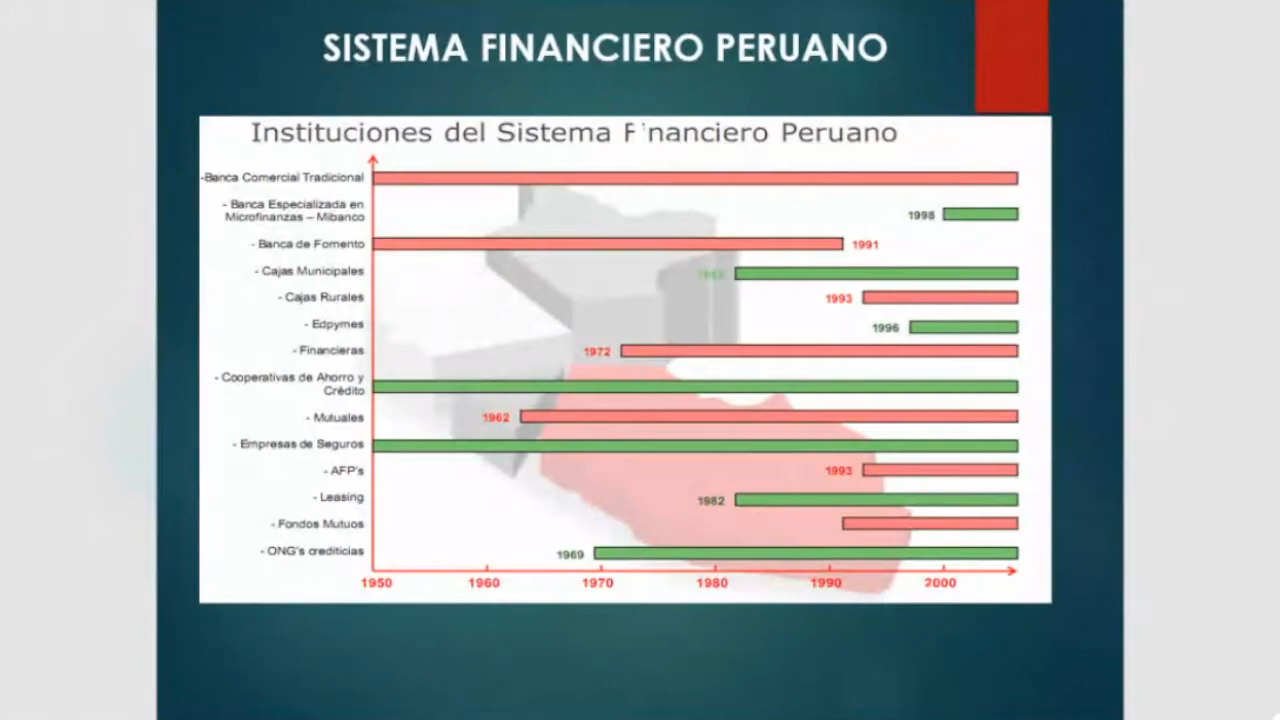 SISTEMA FINANCIERO PERUANO
Instituciones del Sistema Financiero Peruano
-Banca Comercial Tradicional
- Banca Especializada en
Microfinanzas – Mibanco
1998
- Banca de Fomento
1991
- Cajas Municipales
- Cajas Rurales
1993
- Edpymes
1996
- Financieras
1972
- Cooperativas de Ahorro y
Crédito
- Mutuales
1962
- Empresas de Seguros
- AFP's
1993
- Leasing
1982
- Fondos Mutuos
- ONG's crediticias
1969
1950 1960 1970 1980 1990 2000